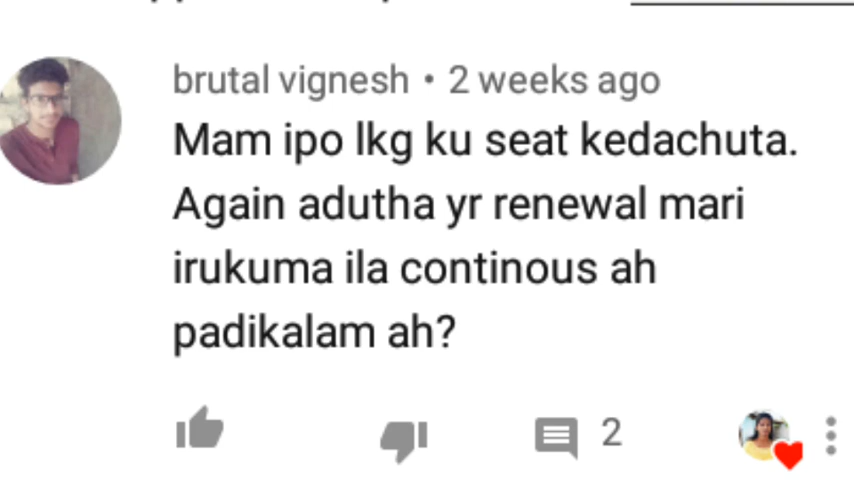 brutal vignesh • 2 weeks ago
Mam ipo lkg ku seat kedachuta.
Again adutha yr renewal mari
irukuma ila continous ah
padikalam ah?
2